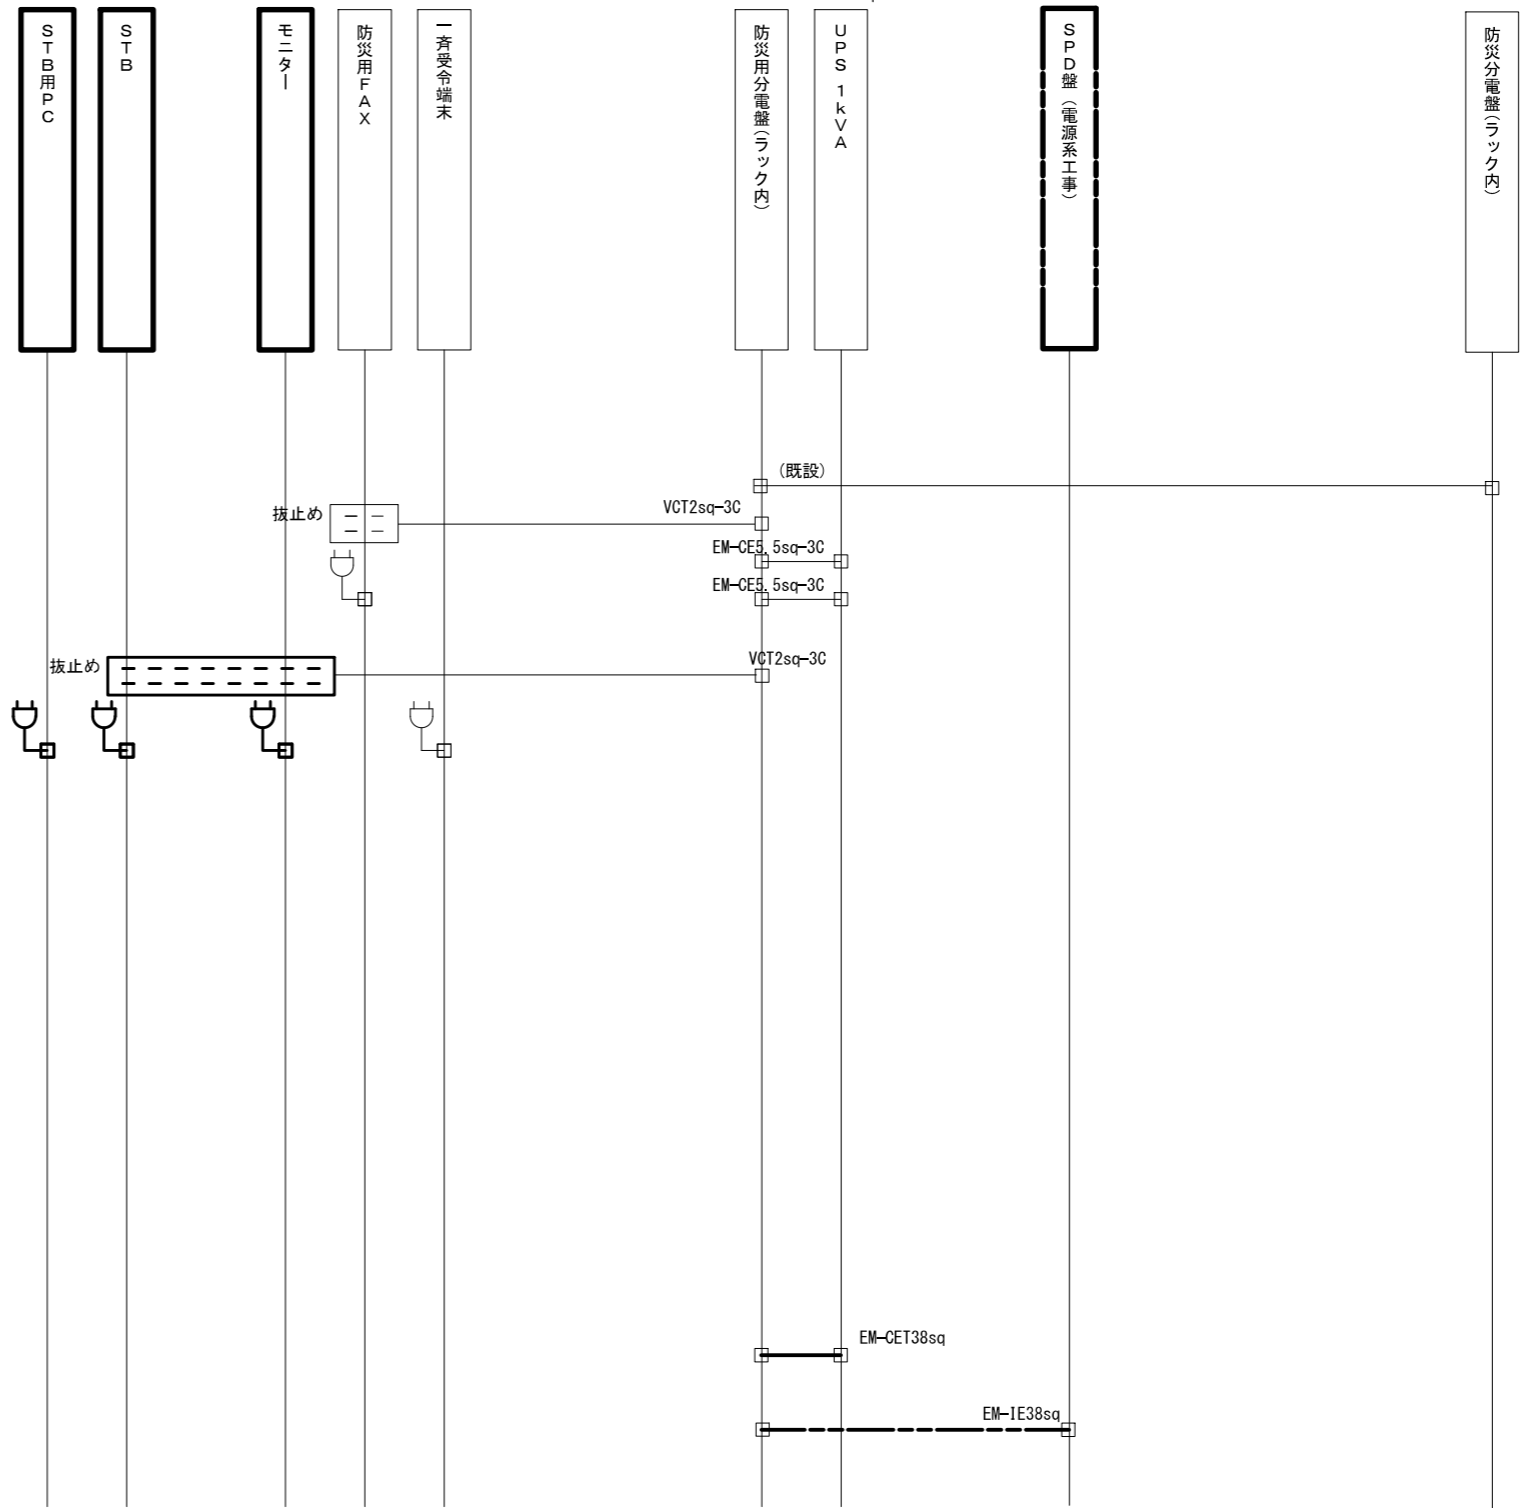 STB用PC
STB
モニター
防災用FAX
一斉受令端末
防災用分電盤(ラック内)
UPS 1kVA
SPD盤(電源系工事)
防災分電盤(ラック内)
(既設)
抜止め
VCT2sq-3C
EM-CE5.5sq-3C
EM-CE5.5sq-3C
抜止め
VCT2sq-3C
EM-CET38sq
EM-IE38sq